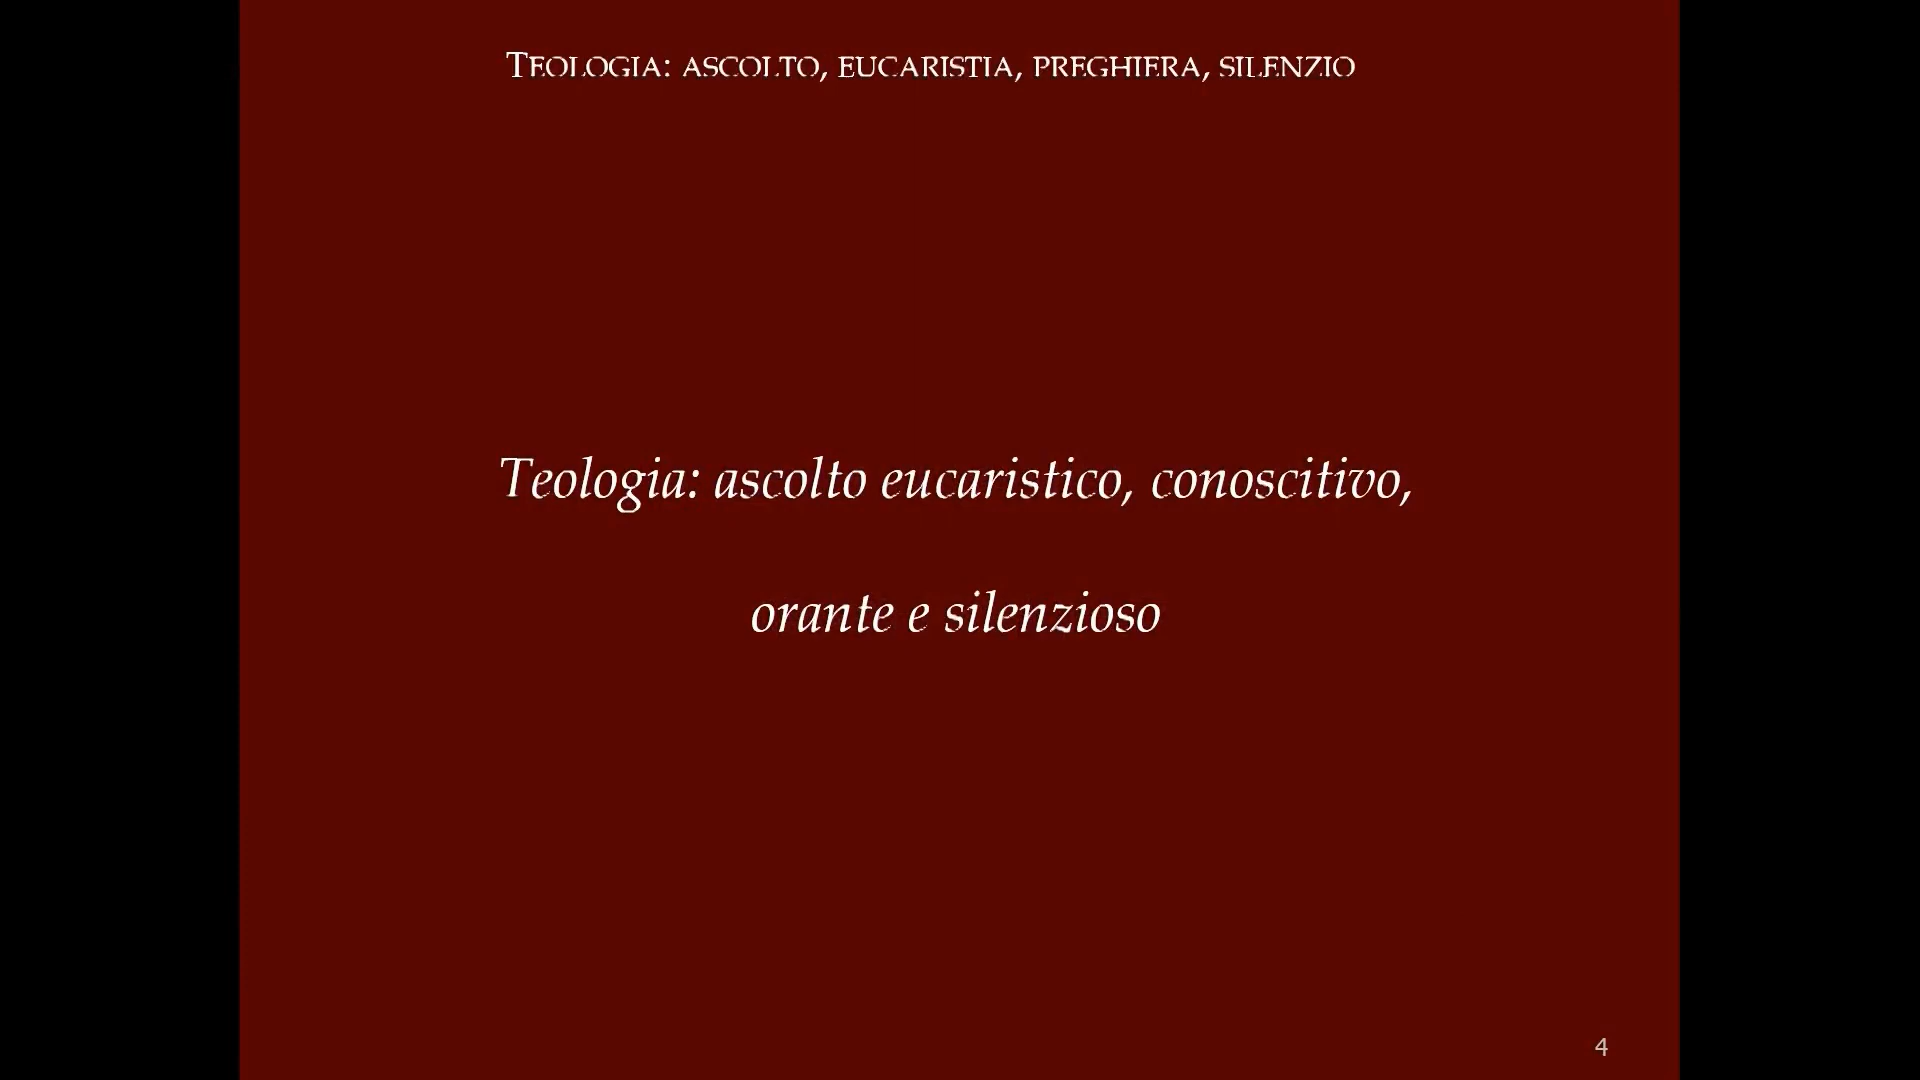 Teologia: ascolto, eucaristia, preghiera, silenzio
Teologia: ascolto eucaristico, conoscitivo,
orante e silenzioso
4